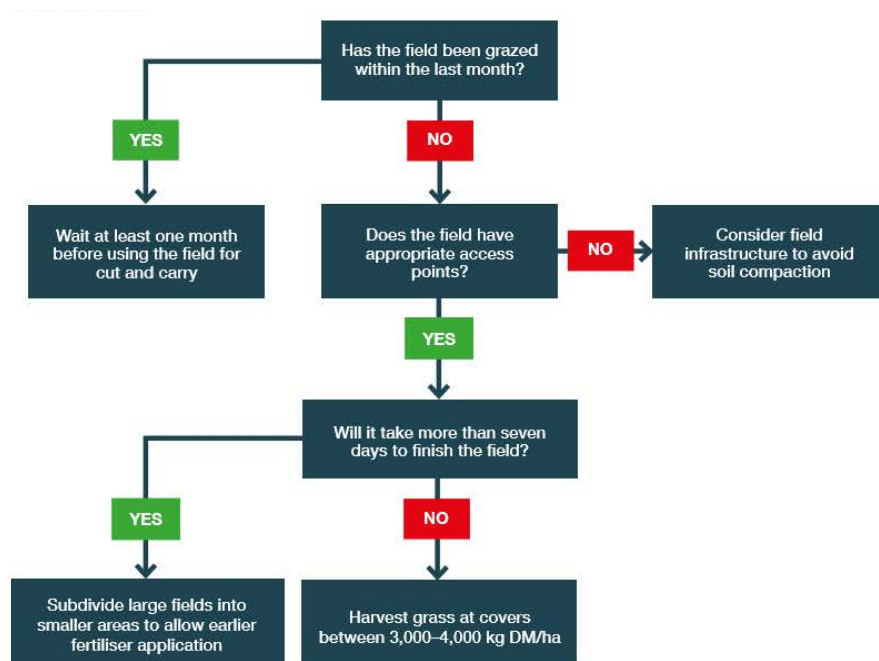 Has the field been grazed
within the last month?
YES
NO
Wait at least one month
before using the field for
cut and carry
Does the field have
appropriate access
points?
NO
Consider field
infrastructure to avoid
soil compaction
YES
Will it take more than seven
days to finish the field?
YES
NO
Subdivide large fields into
smaller areas to allow earlier
fertiliser application
Harvest grass at covers
between 3,000–4,000 kg DM/ha